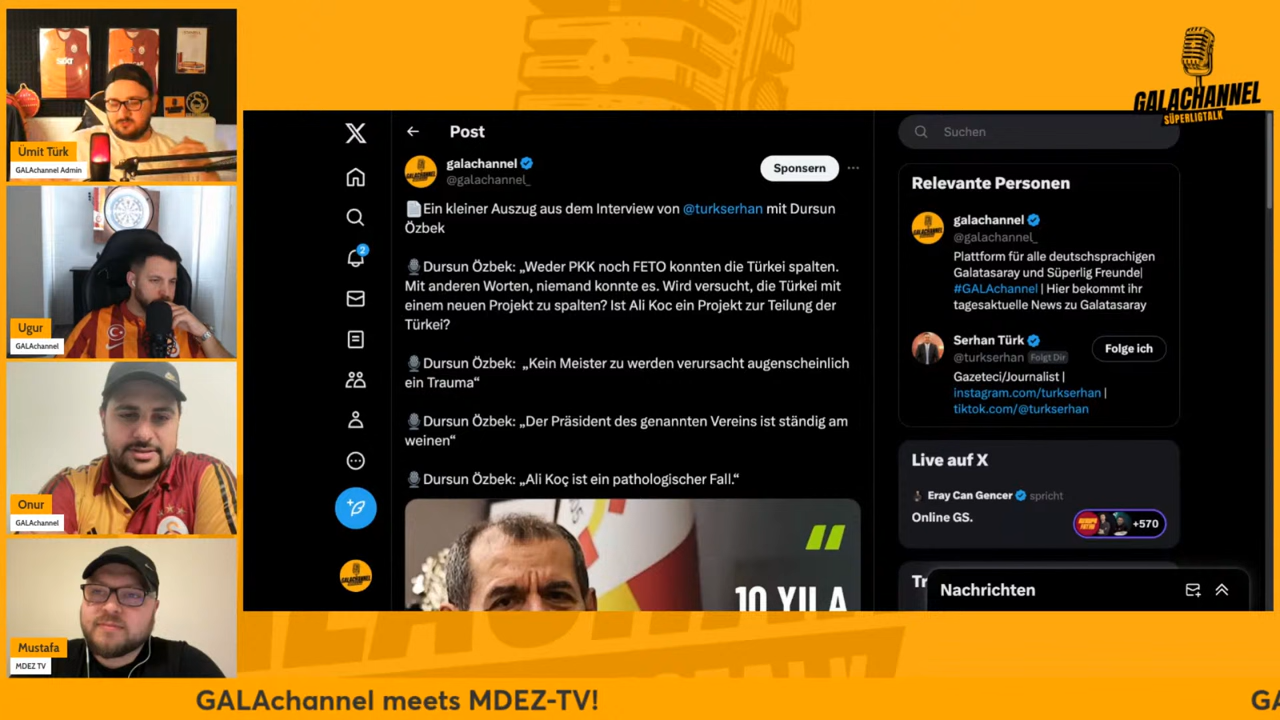 GALACHANNEL
SÜPERLIGTALK
Ümit Türk
GALAchannel Admin
Ugur
GALAchannel
Onur
GALAchannel
Mustafa
MDEZ TV
Post
galachannel
@galachannel_
Sponsern
Ein kleiner Auszug aus dem Interview von @turkserhan mit Dursun
Özbek
Dursun Özbek: „Weder PKK noch FETO konnten die Türkei spalten.
Mit anderen Worten, niemand konnte es. Wird versucht, die Türkei mit
einem neuen Projekt zu spalten? Ist Ali Koc ein Projekt zur Teilung der
Türkei?
Dursun Özbek: „Kein Meister zu werden verursacht augenscheinlich
ein Trauma“
Dursun Özbek: „Der Präsident des genannten Vereins ist ständig am
weinen“
Dursun Özbek: „Ali Koç ist ein pathologischer Fall.“
10 YILA
2
Suchen
Relevante Personen
galachannel
@galachannel_
Plattform für alle deutschsprachigen
Galatasaray und Süperlig Freunde|
#GALAchannel | Hier bekommt ihr
tagesaktuelle News zu Galatasaray
Serhan Türk
@turkserhan Folgt Dir
Folge ich
Gazeteci/Journalist |
instagram.com/turkserhan |
tiktok.com/@turkserhan
Live auf X
Eray Can Gencer spricht
Online GS.
+570
Nachrichten
GALAchannel meets MDEZ-TV!
GA